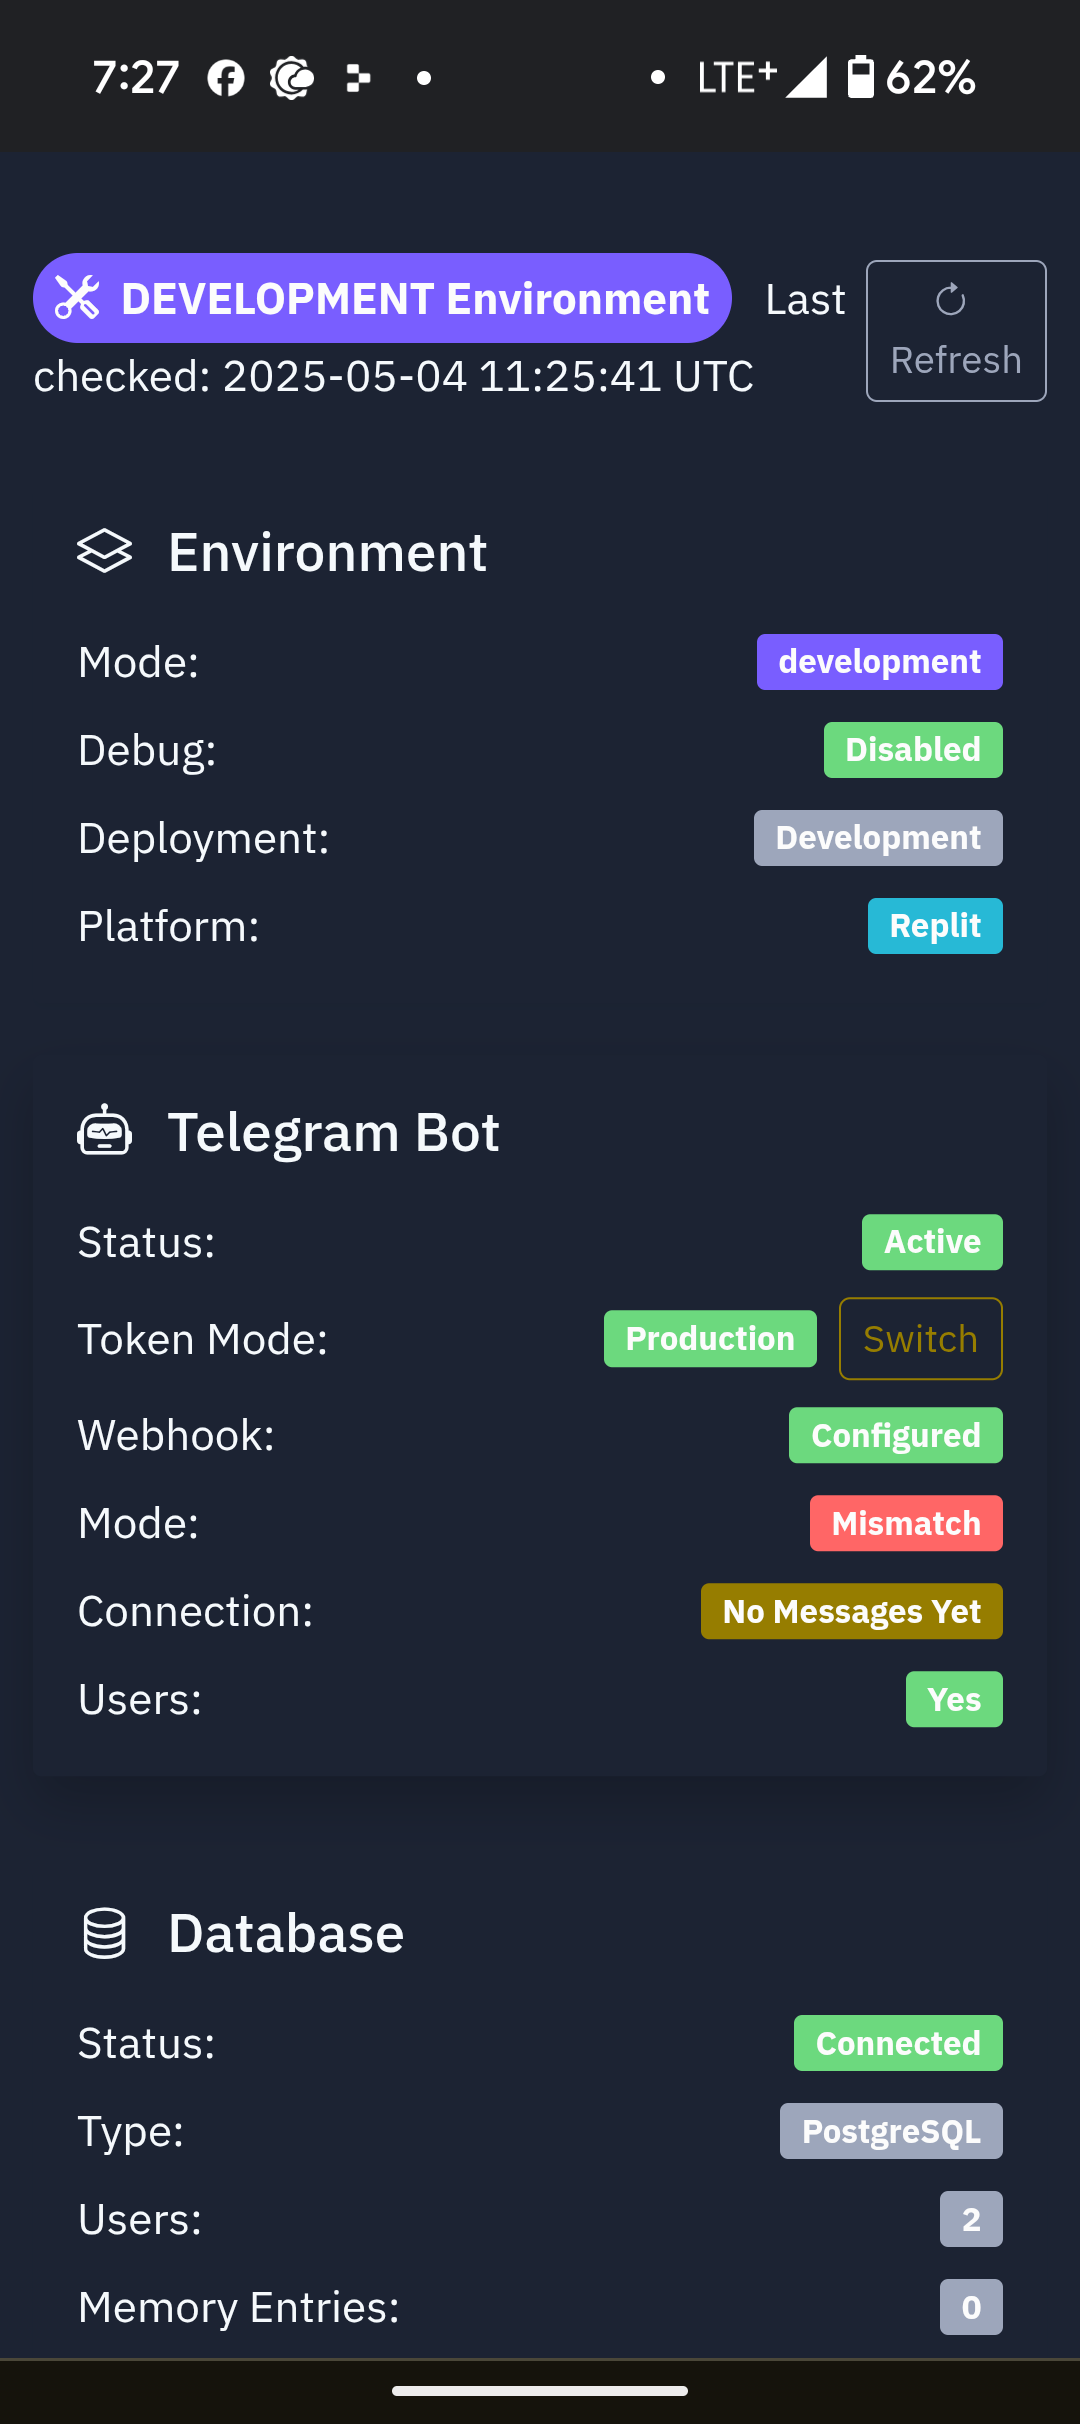 7:27 LTE+ 62%
DEVELOPMENT Environment Last
checked: 2025-05-04 11:25:41 UTC
Refresh
Environment
Mode: development
Debug: Disabled
Deployment: Development
Platform: Replit
Telegram Bot
Status: Active
Token Mode: Production Switch
Webhook: Configured
Mode: Mismatch
Connection: No Messages Yet
Users: Yes
Database
Status: Connected
Type: PostgreSQL
Users: 2
Memory Entries: 0